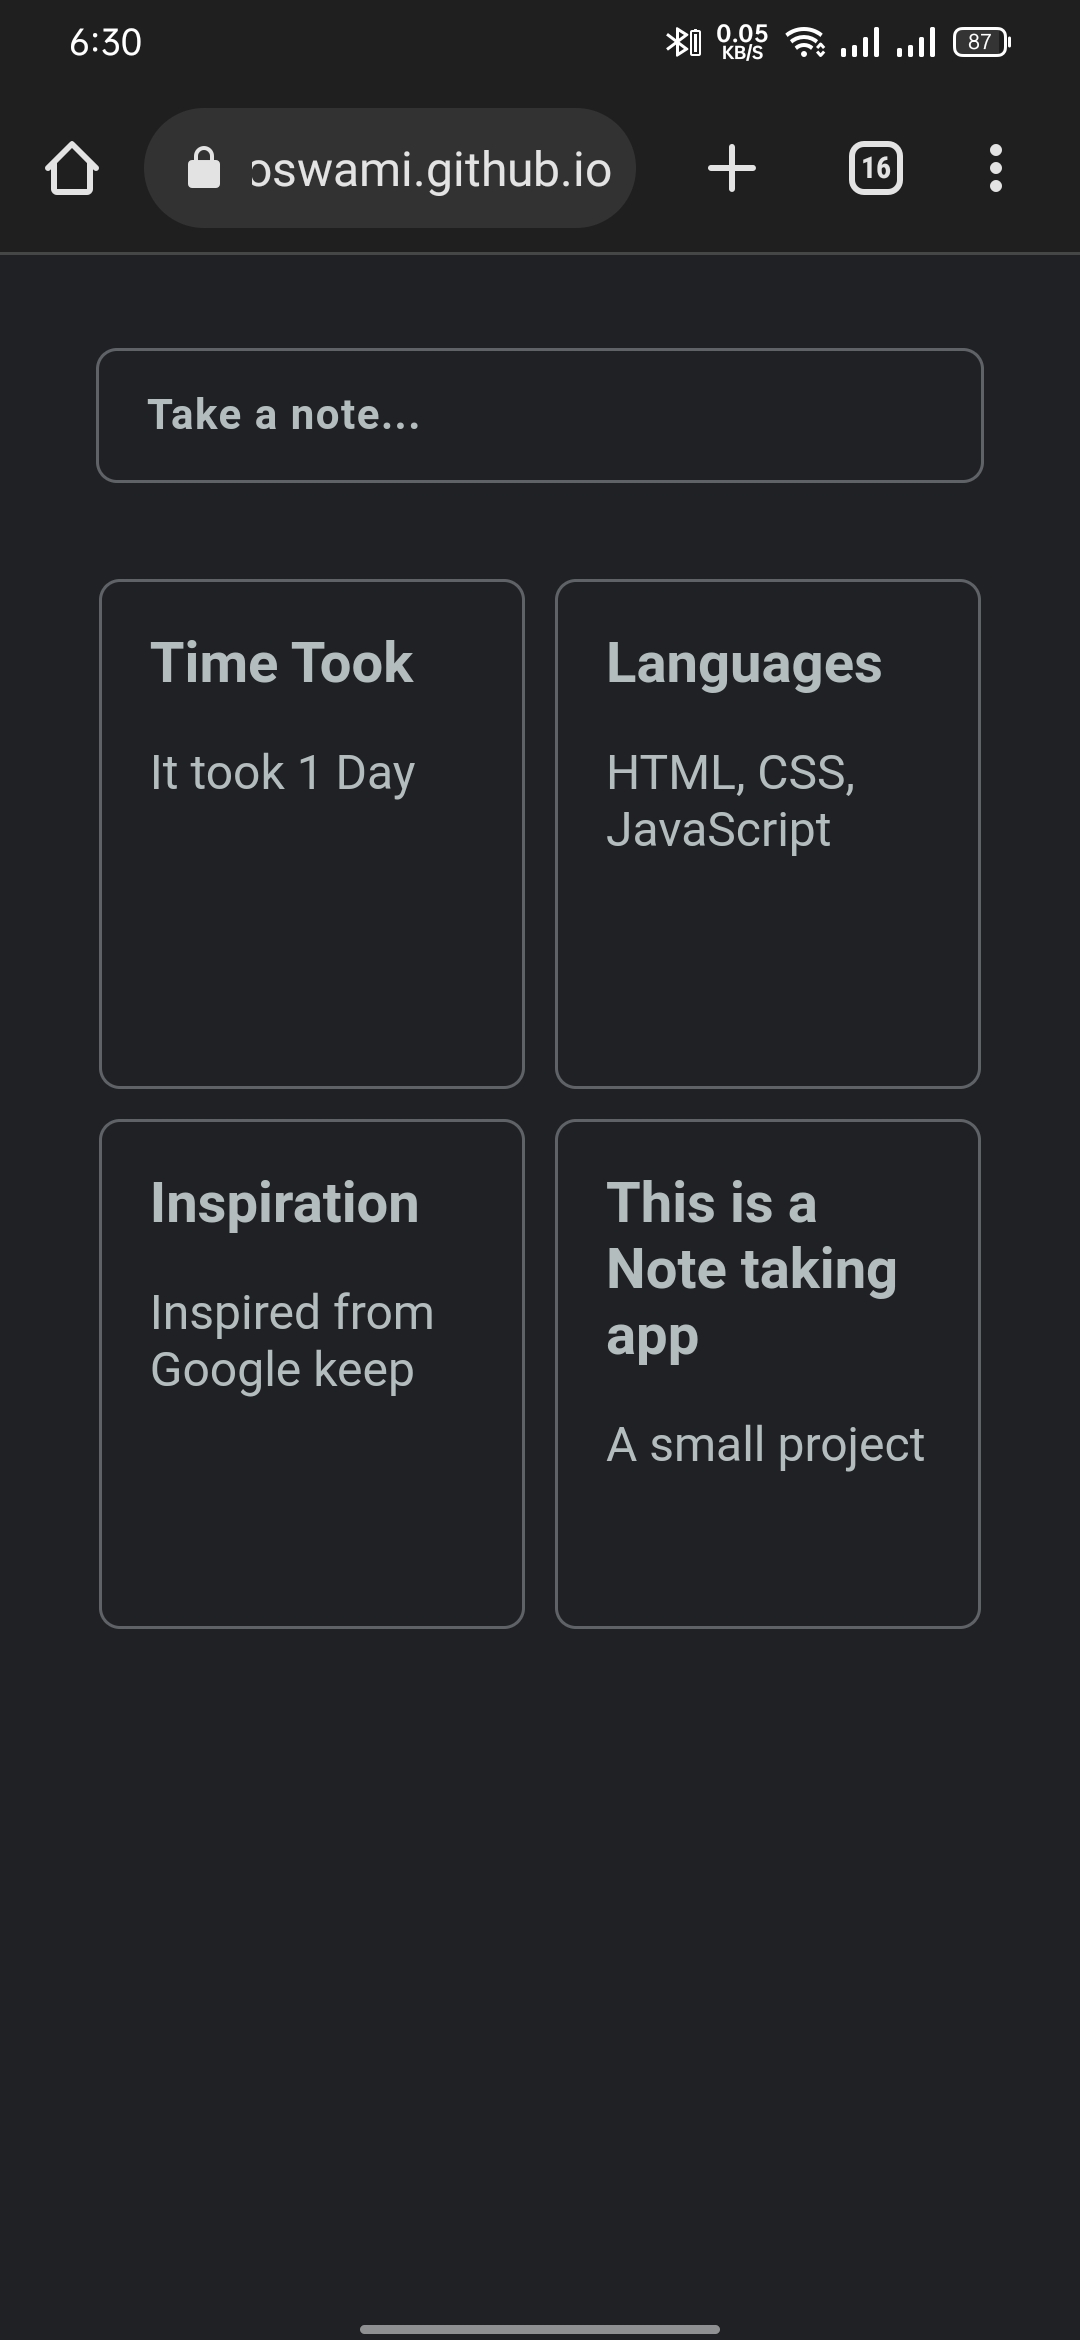 6:30
0.05
KB/S
87
oswami.github.io
16
Take a note...
Time Took
It took 1 Day
Languages
HTML, CSS,
JavaScript
Inspiration
Inspired from
Google keep
This is a
Note taking
app
A small project